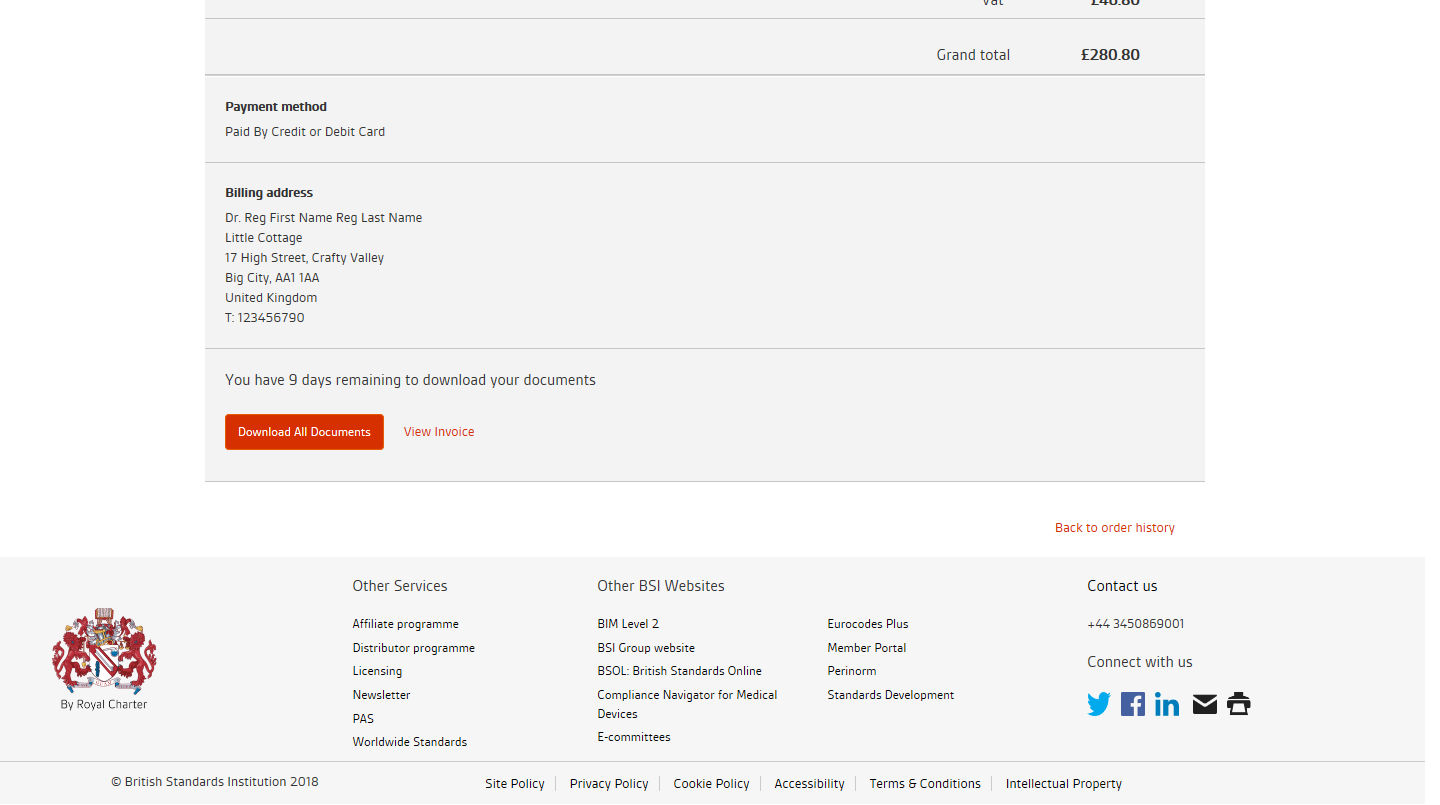 Vat £46.80
Grand total £280.80
Payment method
Paid By Credit or Debit Card
Billing address
Dr. Reg First Name Reg Last Name
Little Cottage
17 High Street, Crafty Valley
Big City, AA1 1AA
United Kingdom
T: 123456790
You have 9 days remaining to download your documents
Download All Documents View Invoice
Back to order history
Other Services
Affiliate programme
Distributor programme
Licensing
Newsletter
PAS
Worldwide Standards
Other BSI Websites
BIM Level 2
BSI Group website
BSOL: British Standards Online
Compliance Navigator for Medical
Devices
E-committees
Eurocodes Plus
Member Portal
Perinorm
Standards Development
Contact us
+44 3450869001
Connect with us
By Royal Charter
© British Standards Institution 2018
Site Policy Privacy Policy Cookie Policy Accessibility Terms & Conditions Intellectual Property